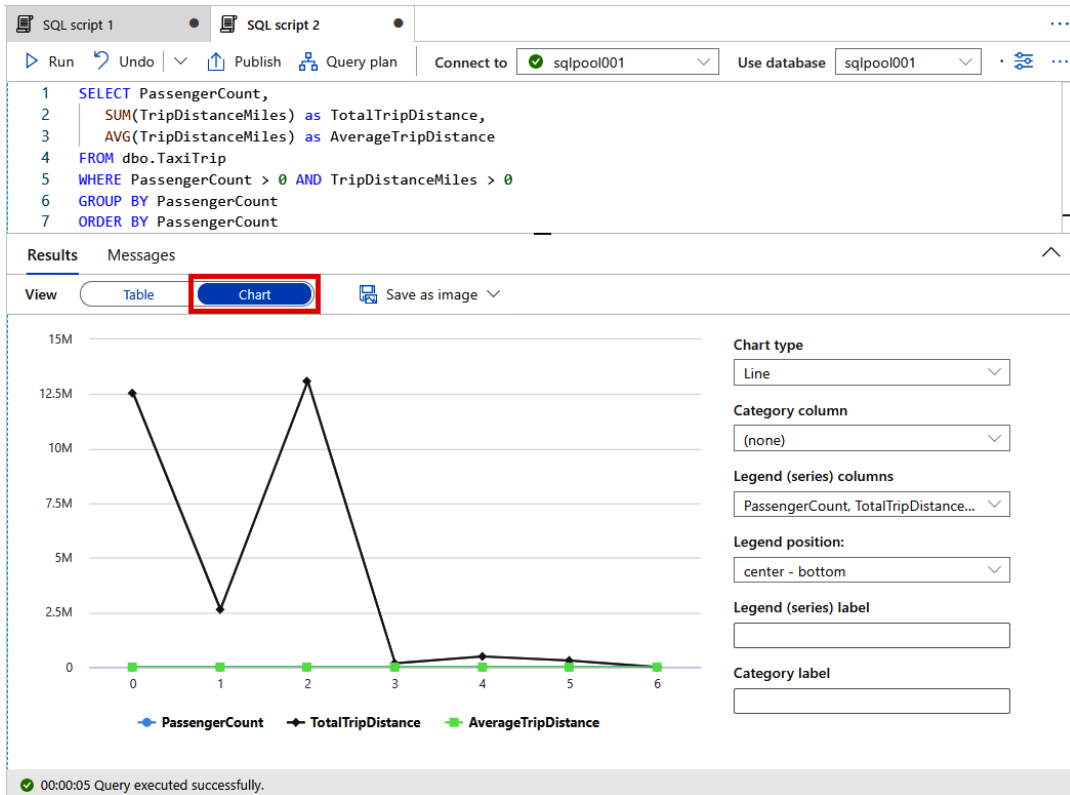 SQL script 1
SQL script 2
Run Undo Publish Query plan Connect to sqlpool001 Use database sqlpool001
1 SELECT PassengerCount,
2 SUM(TripDistanceMiles) as TotalTripDistance,
3 AVG(TripDistanceMiles) as AverageTripDistance
4 FROM dbo.TaxiTrip
5 WHERE PassengerCount > 0 AND TripDistanceMiles > 0
6 GROUP BY PassengerCount
7 ORDER BY PassengerCount
Results Messages
View Table Chart Save as image
15M
12.5M
10M
7.5M
5M
2.5M
0
0 1 2 3 4 5 6
PassengerCount TotalTripDistance AverageTripDistance
Chart type
Line
Category column
(none)
Legend (series) columns
PassengerCount, TotalTripDistance...
Legend position:
center - bottom
Legend (series) label
Category label
00:00:05 Query executed successfully.